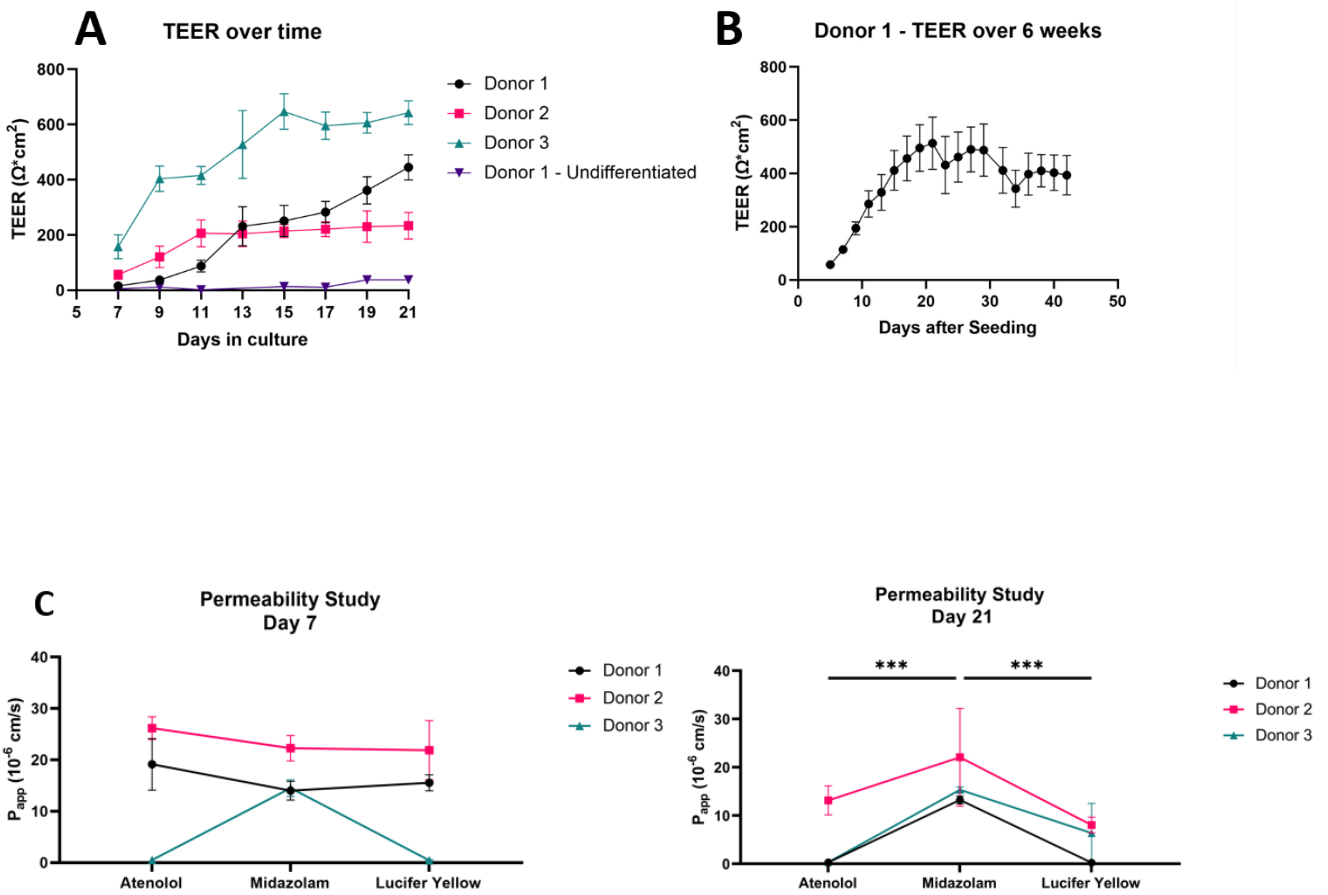 A
TEER over time
TEER (Ω*cm²)
800
600
400
200
0
5
7
9
11
13
15
17
19
21
Days in culture
Donor 1
Donor 2
Donor 3
Donor 1 - Undifferentiated
B
Donor 1 - TEER over 6 weeks
TEER (Ω*cm²)
800
600
400
200
0
0
10
20
30
40
50
Days after Seeding
C
Permeability Study
Day 7
Papp (10⁻⁶ cm/s)
40
30
20
10
0
Atenolol
Midazolam
Lucifer Yellow
Donor 1
Donor 2
Donor 3
Permeability Study
Day 21
Papp (10⁻⁶ cm/s)
40
30
20
10
0
***
***
Atenolol
Midazolam
Lucifer Yellow
Donor 1
Donor 2
Donor 3